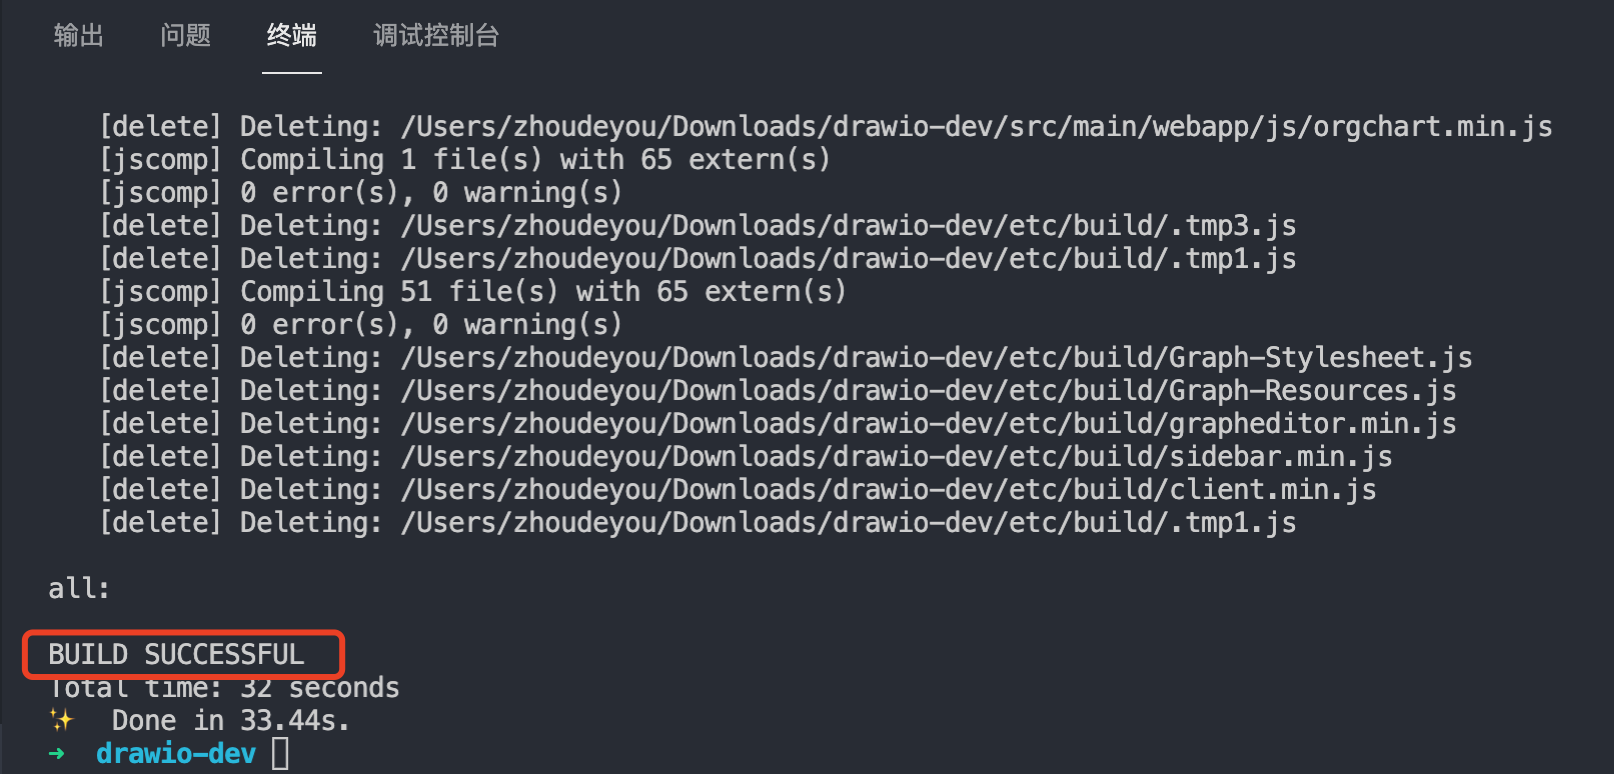 输出 问题 终端 调试控制台
[delete] Deleting: /Users/zhoudeyou/Downloads/drawio-dev/src/main/webapp/js/orgchart.min.js
[jscomp] Compiling 1 file(s) with 65 extern(s)
[jscomp] 0 error(s), 0 warning(s)
[delete] Deleting: /Users/zhoudeyou/Downloads/drawio-dev/etc/build/.tmp3.js
[delete] Deleting: /Users/zhoudeyou/Downloads/drawio-dev/etc/build/.tmp1.js
[jscomp] Compiling 51 file(s) with 65 extern(s)
[jscomp] 0 error(s), 0 warning(s)
[delete] Deleting: /Users/zhoudeyou/Downloads/drawio-dev/etc/build/Graph-Stylesheet.js
[delete] Deleting: /Users/zhoudeyou/Downloads/drawio-dev/etc/build/Graph-Resources.js
[delete] Deleting: /Users/zhoudeyou/Downloads/drawio-dev/etc/build/grapheditor.min.js
[delete] Deleting: /Users/zhoudeyou/Downloads/drawio-dev/etc/build/sidebar.min.js
[delete] Deleting: /Users/zhoudeyou/Downloads/drawio-dev/etc/build/client.min.js
[delete] Deleting: /Users/zhoudeyou/Downloads/drawio-dev/etc/build/.tmp1.js
all:
BUILD SUCCESSFUL
Total time: 32 seconds
✨ Done in 33.44s.
➜ drawio-dev